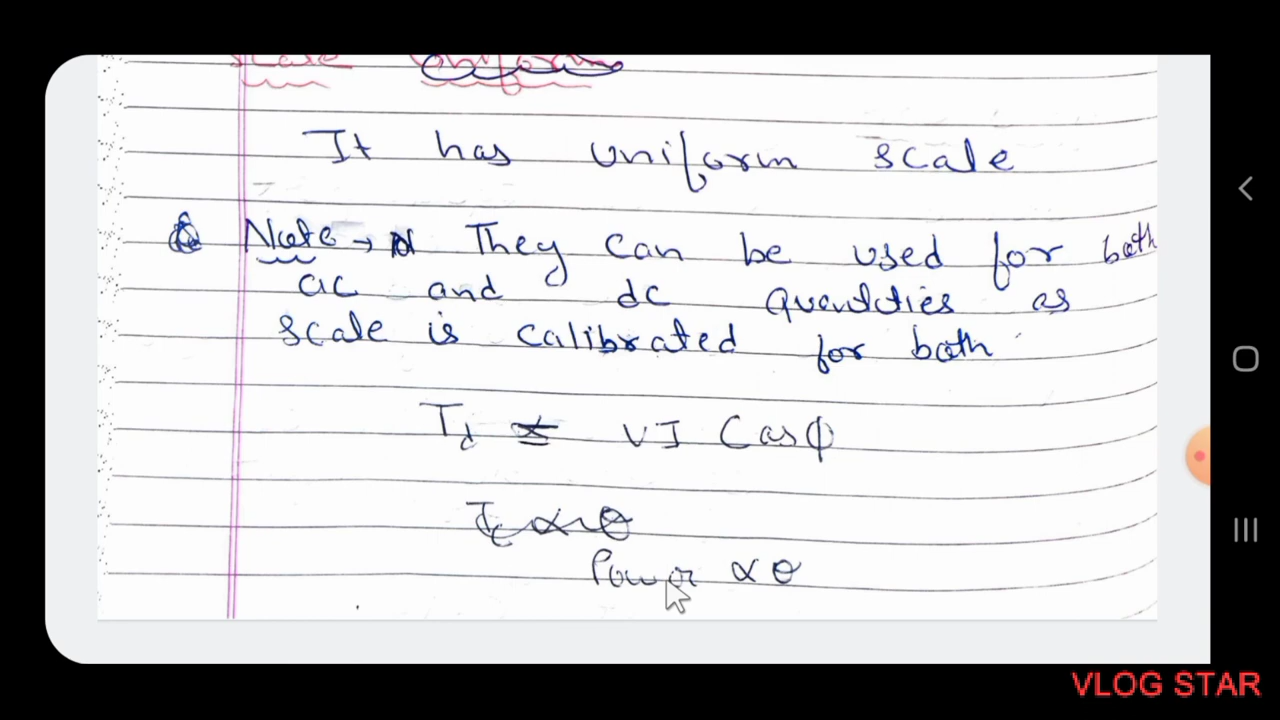 It has uniform scale
Note → They can be used for both
ac and dc quantities as
scale is calibrated for both
Td ∝ VI Cosφ
Tc ∝ θ
Power ∝ θ
VLOG STAR